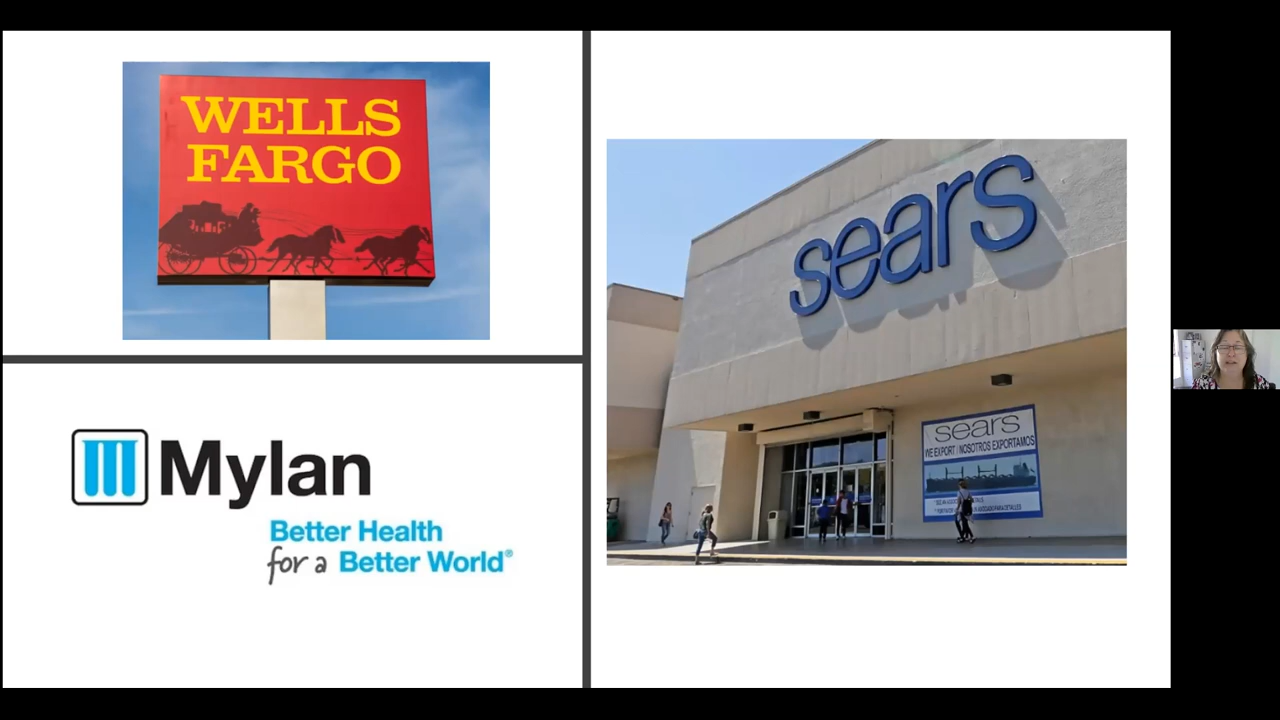 WELLS
FARGO
Mylan
Better Health
for a Better World®
sears
sears
WE EXPORT NOSOTROS EXPORTAMOS